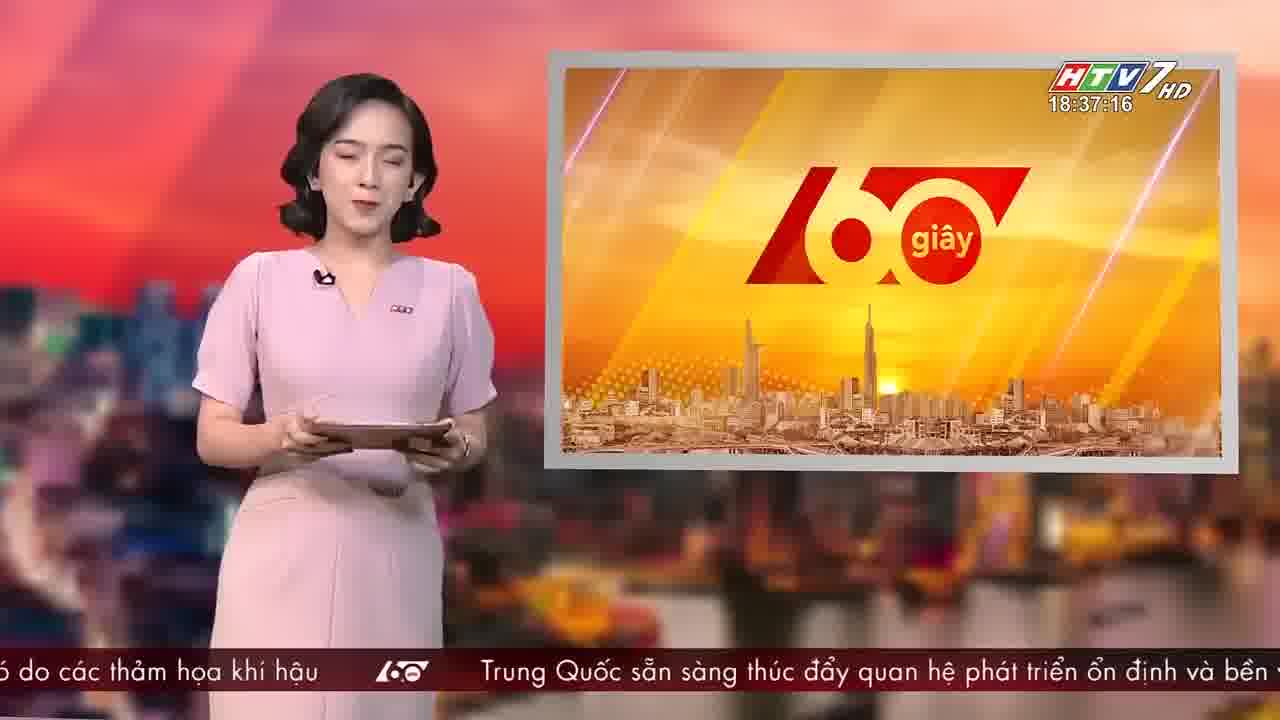 HTV7 HD
18:37:16
60 giây
ó do các thảm họa khí hậu 60 Trung Quốc sẵn sàng thúc đẩy quan hệ phát triển ổn định và bền